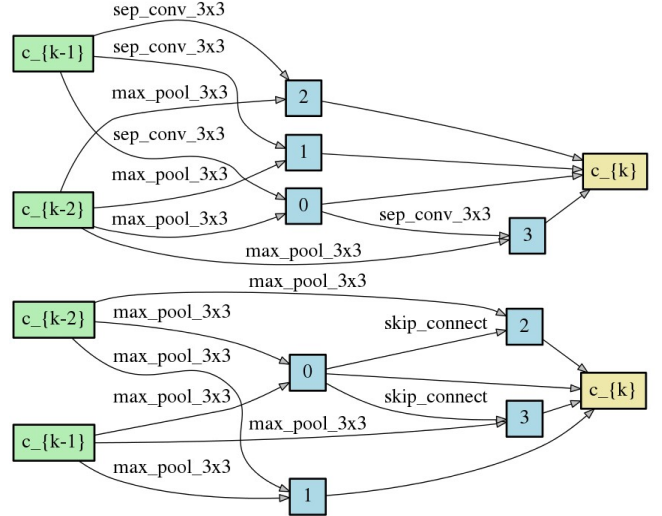 sep_conv_3x3
c_{k-1}
sep_conv_3x3
max_pool_3x3
2
sep_conv_3x3
1
c_{k}
max_pool_3x3
c_{k-2}
max_pool_3x3
0
sep_conv_3x3
3
max_pool_3x3
max_pool_3x3
c_{k-2}
max_pool_3x3
skip_connect
2
max_pool_3x3
0
c_{k}
max_pool_3x3
skip_connect
3
max_pool_3x3
c_{k-1}
max_pool_3x3
1